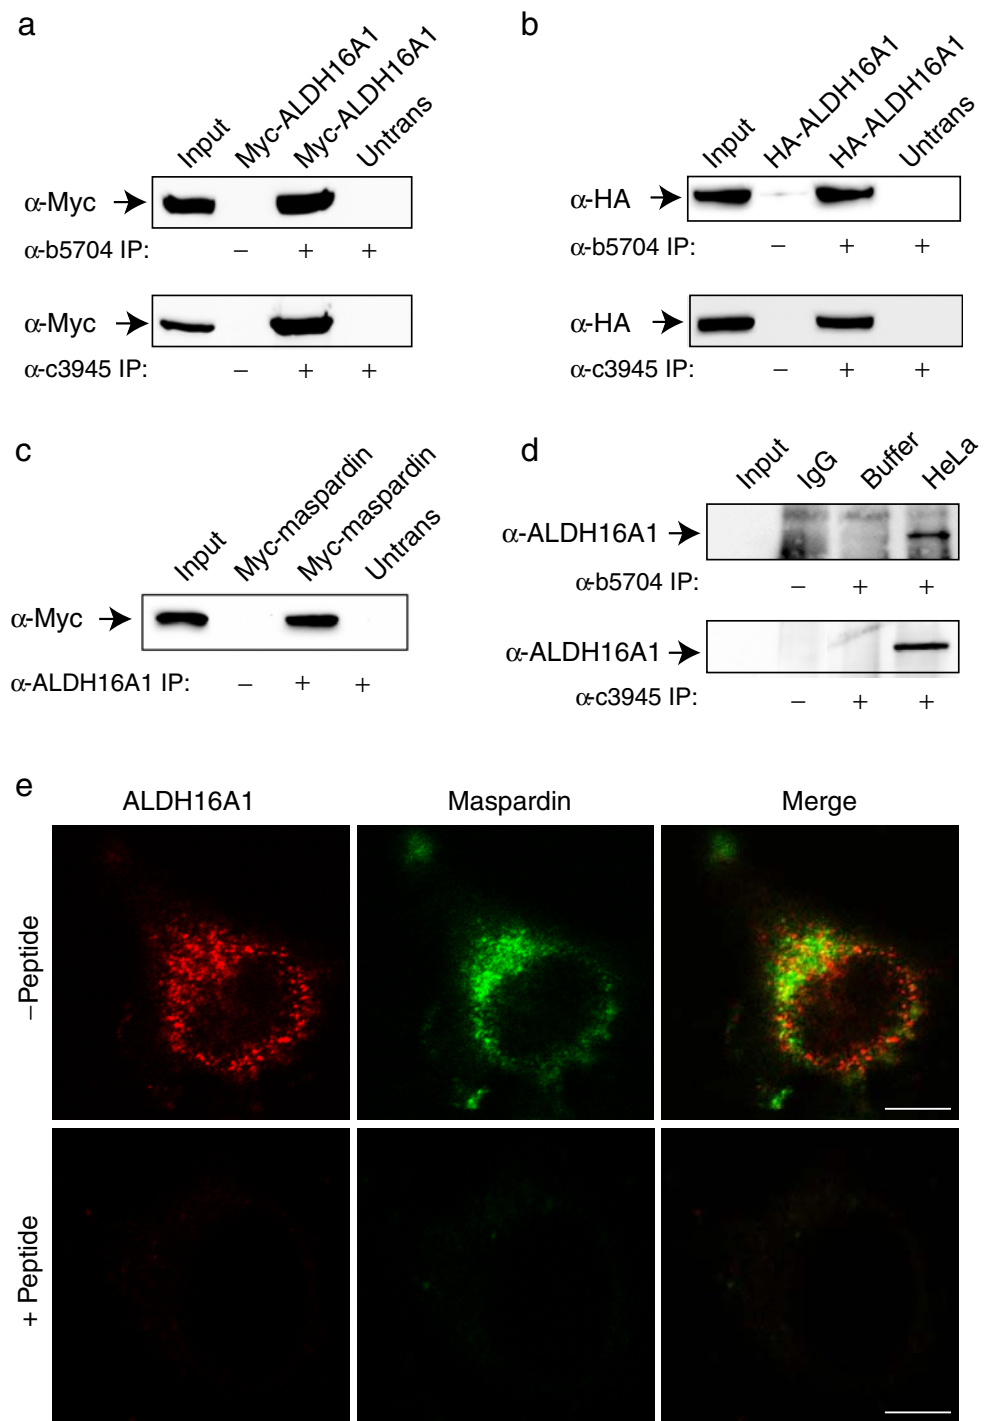 a
Input Myc-ALDH16A1 Myc-ALDH16A1 Untrans
α-Myc
α-b5704 IP: – + +
α-Myc
α-c3945 IP: – + +
b
Input HA-ALDH16A1 HA-ALDH16A1 Untrans
α-HA
α-b5704 IP: – + +
α-HA
α-c3945 IP: – + +
c
Input Myc-maspardin Myc-maspardin Untrans
α-Myc
α-ALDH16A1 IP: – + +
d
Input IgG Buffer HeLa
α-ALDH16A1
α-b5704 IP: – + +
α-ALDH16A1
α-c3945 IP: – + +
e
ALDH16A1 Maspardin Merge
–Peptide
+ Peptide